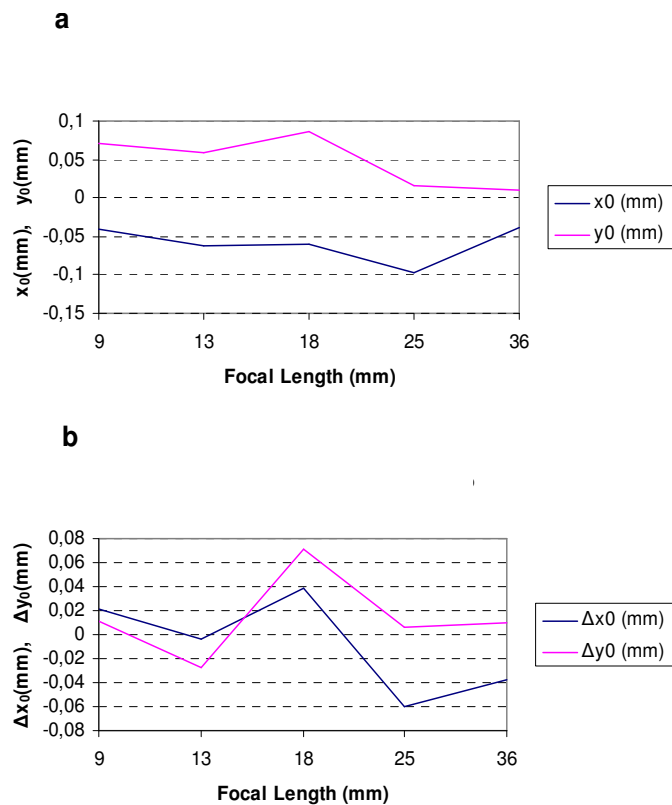 a
0,1
0,05
0
-0,05
-0,1
-0,15
x0(mm), y0(mm)
9 13 18 25 36
Focal Length (mm)
x0 (mm)
y0 (mm)
b
0,08
0,06
0,04
0,02
0
-0,02
-0,04
-0,06
-0,08
Δx0(mm), Δy0(mm)
9 13 18 25 36
Focal Length (mm)
Δx0 (mm)
Δy0 (mm)